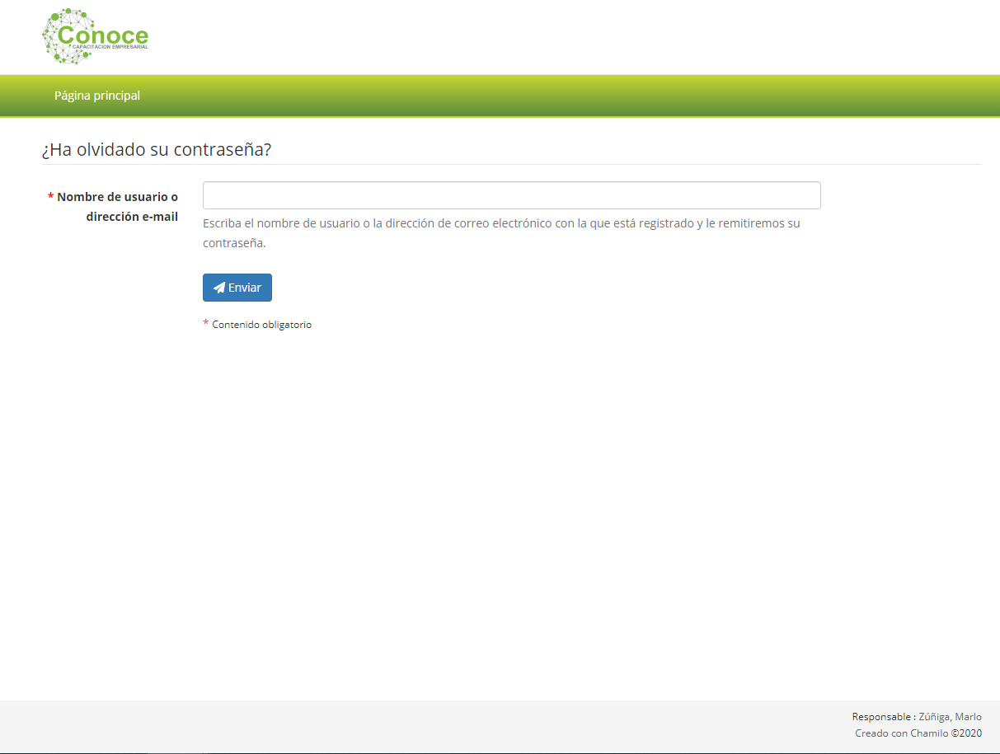 Conoce
CAPACITACION EMPRESARIAL
Página principal
¿Ha olvidado su contraseña?
* Nombre de usuario o
dirección e-mail
Escriba el nombre de usuario o la dirección de correo electrónico con la que está registrado y le remitiremos su
contraseña.
Enviar
* Contenido obligatorio
Responsable : Zúñiga, Marlo
Creado con Chamilo ©2020